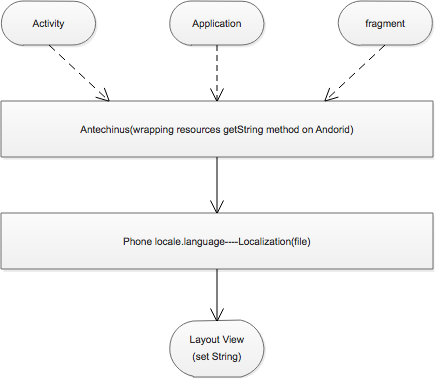 Activity
Application
fragment
Antechinus(wrapping resources getString method on Andorid)
Phone locale.language----Localization(file)
Layout View
(set String)